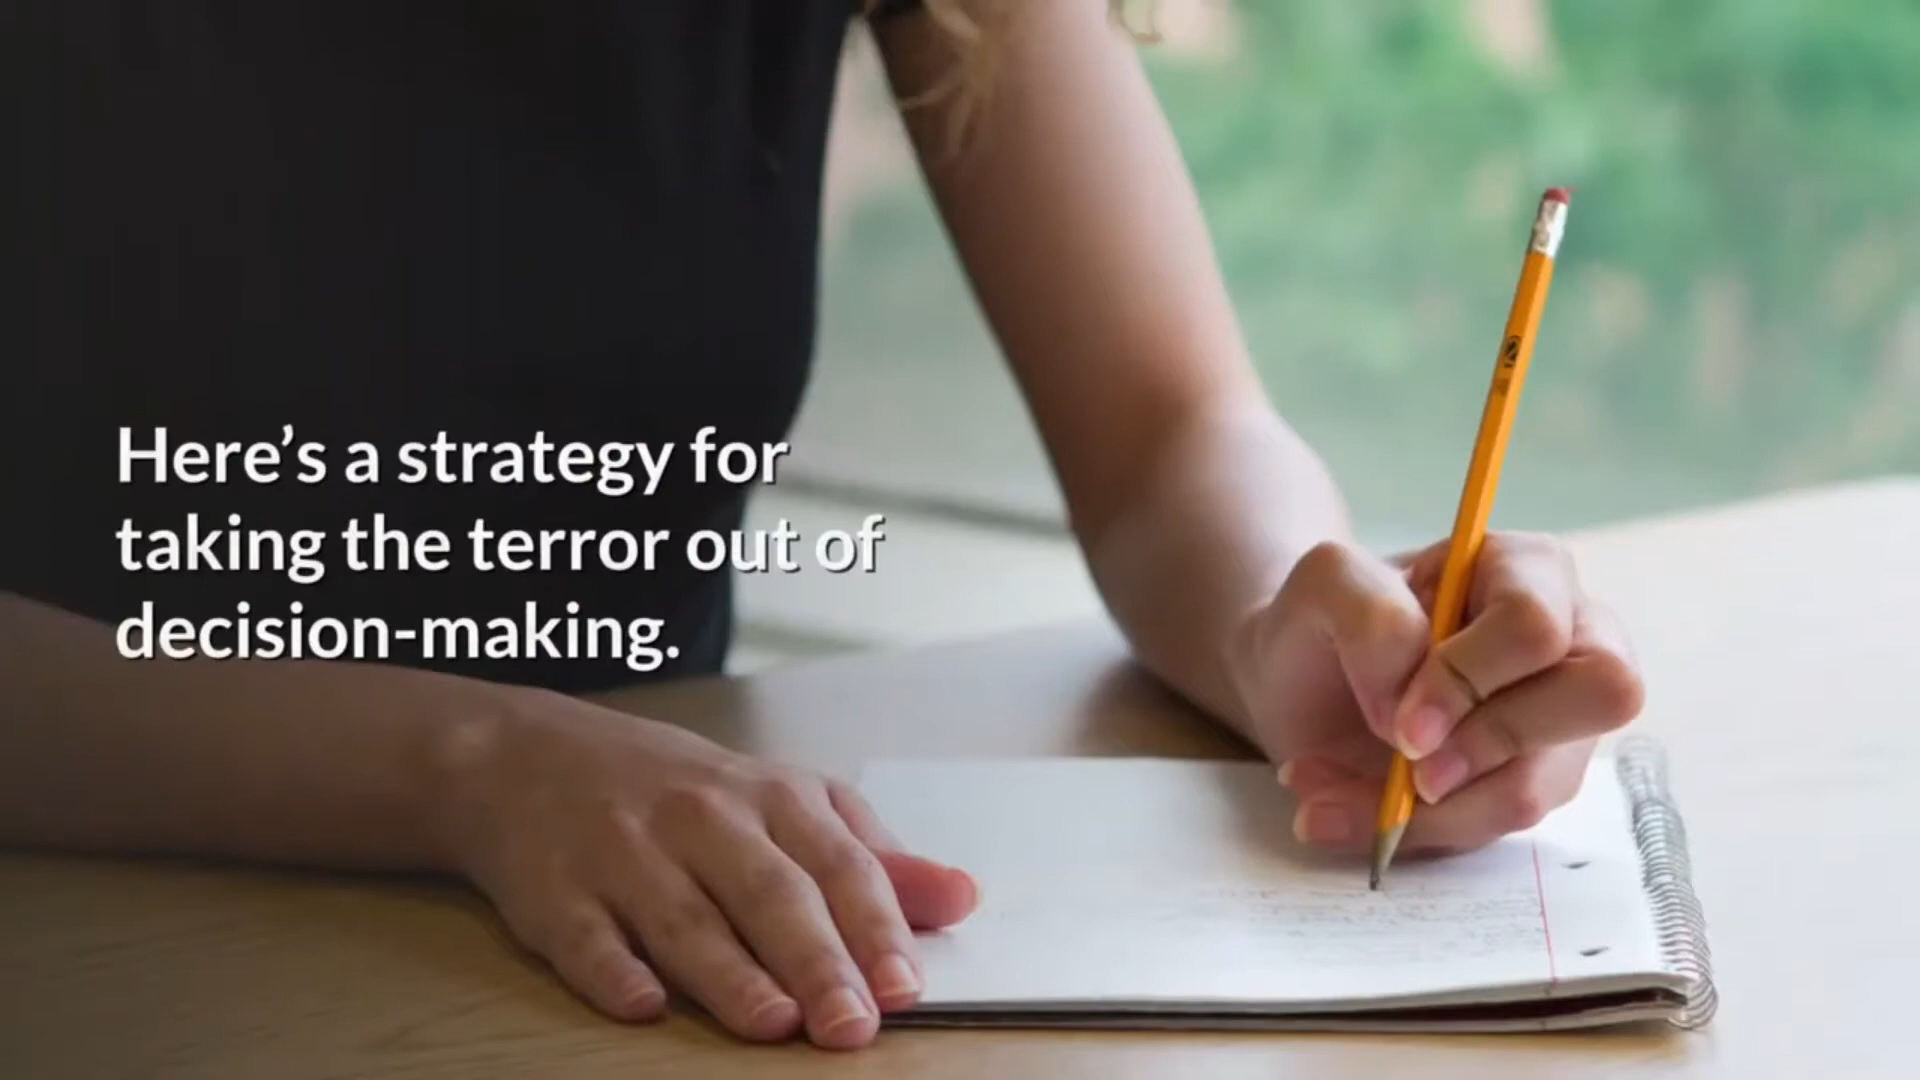 Here’s a strategy for
taking the terror out of
decision-making.